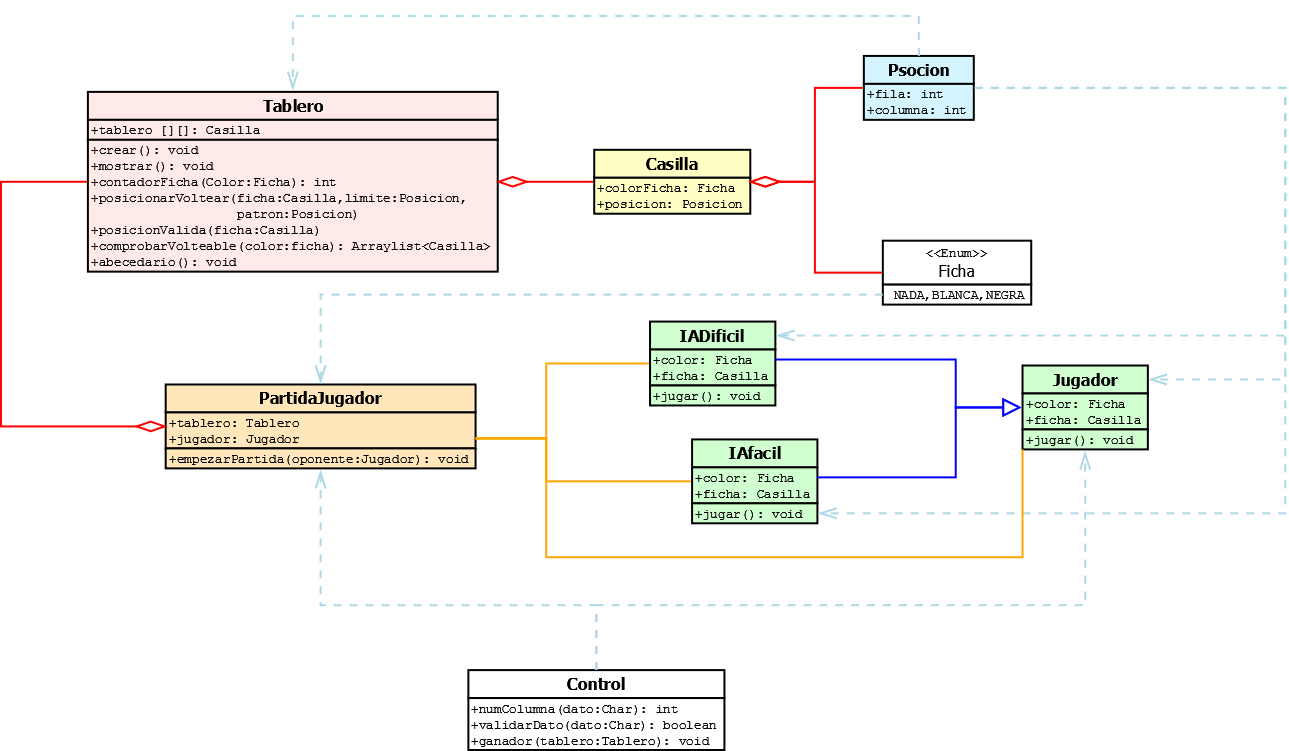 Psocion
+fila: int
+columna: int
Tablero
+tablero [][]: Casilla
+crear(): void
+mostrar(): void
+contadorFicha(Color:Ficha): int
+posicionarVoltear(ficha:Casilla,limite:Posicion,
patron:Posicion)
+posicionValida(ficha:Casilla)
+comprobarVolteable(color:ficha): Arraylist<Casilla>
+abecedario(): void
Casilla
+colorFicha: Ficha
+posicion: Posicion
<<Enum>>
Ficha
NADA,BLANCA,NEGRA
IADificil
+color: Ficha
+ficha: Casilla
+jugar(): void
Jugador
+color: Ficha
+ficha: Casilla
+jugar(): void
PartidaJugador
+tablero: Tablero
+jugador: Jugador
+empezarPartida(oponente:Jugador): void
IAfacil
+color: Ficha
+ficha: Casilla
+jugar(): void
Control
+numColumna(dato:Char): int
+validarDato(dato:Char): boolean
+ganador(tablero:Tablero): void